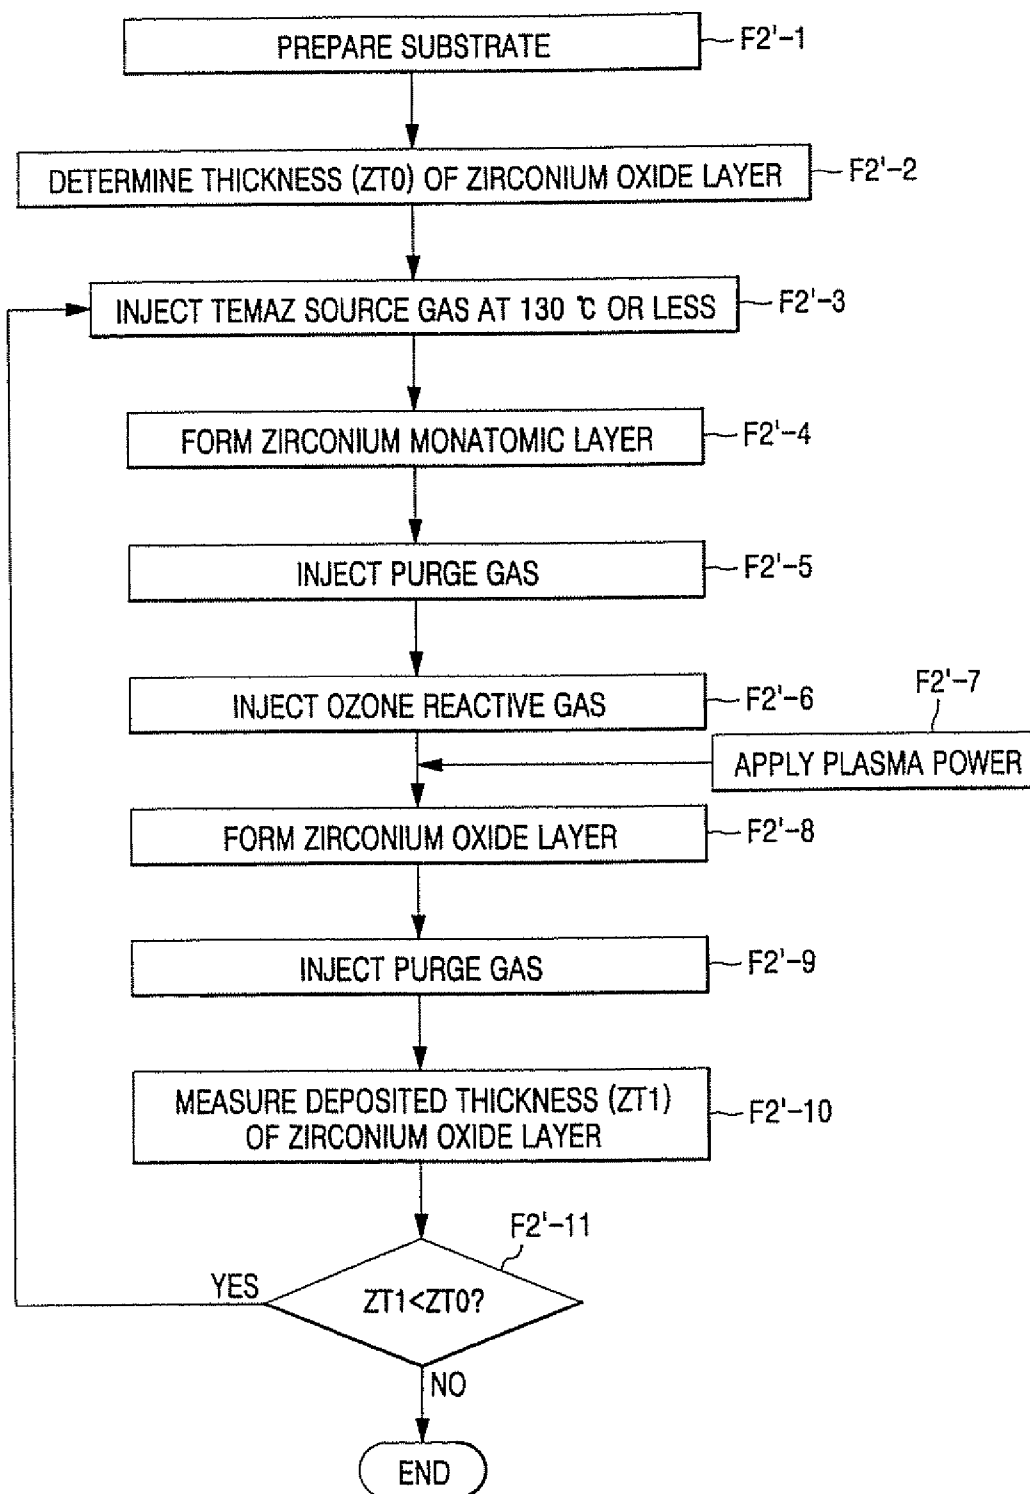 PREPARE SUBSTRATE
F2'-1
DETERMINE THICKNESS (ZT0) OF ZIRCONIUM OXIDE LAYER
F2'-2
INJECT TEMAZ SOURCE GAS AT 130 ℃ OR LESS
F2'-3
FORM ZIRCONIUM MONATOMIC LAYER
F2'-4
INJECT PURGE GAS
F2'-5
INJECT OZONE REACTIVE GAS
F2'-6
F2'-7
APPLY PLASMA POWER
FORM ZIRCONIUM OXIDE LAYER
F2'-8
INJECT PURGE GAS
F2'-9
MEASURE DEPOSITED THICKNESS (ZT1)
OF ZIRCONIUM OXIDE LAYER
F2'-10
F2'-11
YES
ZT1<ZT0?
NO
END